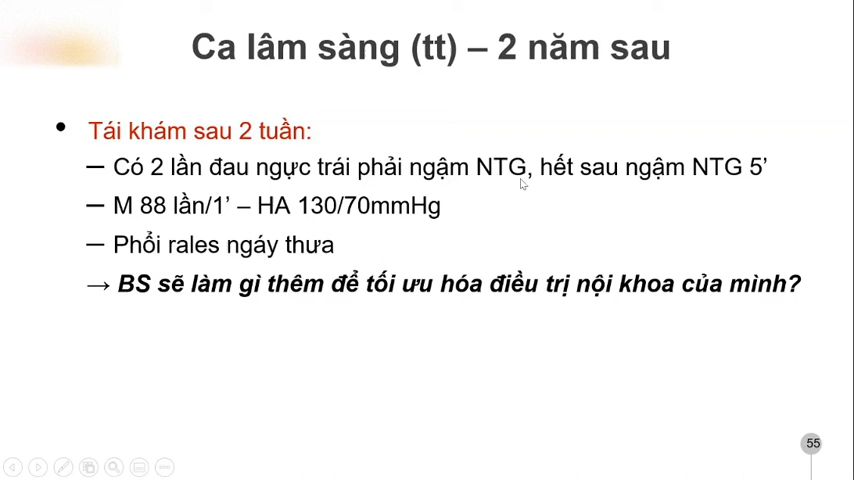 Ca lâm sàng (tt) – 2 năm sau
• Tái khám sau 2 tuần:
– Có 2 lần đau ngực trái phải ngậm NTG, hết sau ngậm NTG 5’
– M 88 lần/1’ – HA 130/70mmHg
– Phổi rales ngáy thưa
→ BS sẽ làm gì thêm để tối ưu hóa điều trị nội khoa của mình?
55